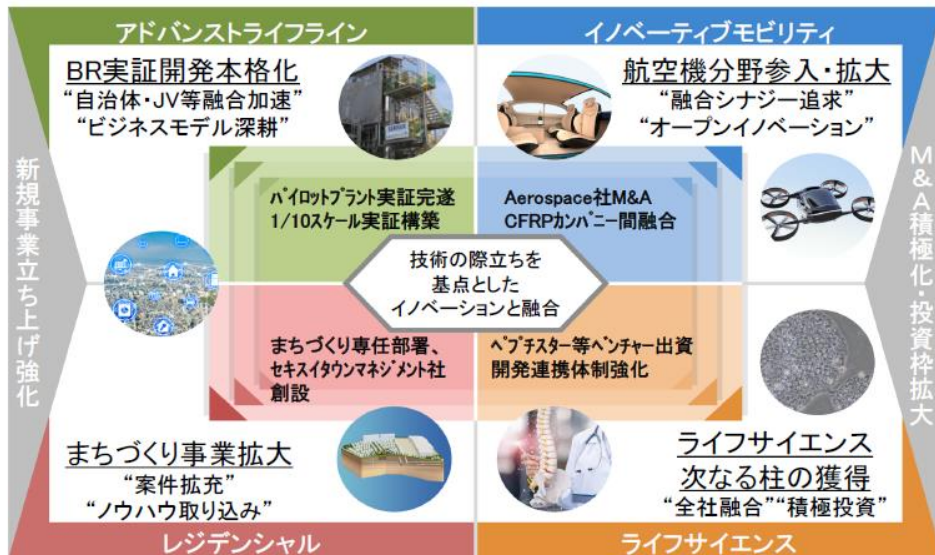 アドバンストライフライン
イノベーティブモビリティ
BR実証開発本格化
“自治体・JV等融合加速”
“ビジネスモデル深耕”
航空機分野参入・拡大
“融合シナジー追求”
“オープンイノベーション”
新規事業立ち上げ強化
M&A積極化・投資枠拡大
ﾊﾟｲﾛｯﾄﾌﾟﾗﾝﾄ実証完遂
1/10ｽｹｰﾙ実証構築
Aerospace社M&A
CFRPｶﾝﾊﾟﾆｰ間融合
技術の際立ちを
基点とした
イノベーションと融合
まちづくり専任部署、
ｾｷｽｲﾀｳﾝﾏﾈｼﾞﾒﾝﾄ社
創設
ﾍﾟﾌﾟﾁｽﾀｰ等ﾍﾞﾝﾁｬｰ出資
開発連携体制強化
まちづくり事業拡大
“案件拡充”
“ノウハウ取り込み”
ライフサイエンス
次なる柱の獲得
“全社融合”“積極投資”
レジデンシャル
ライフサイエンス